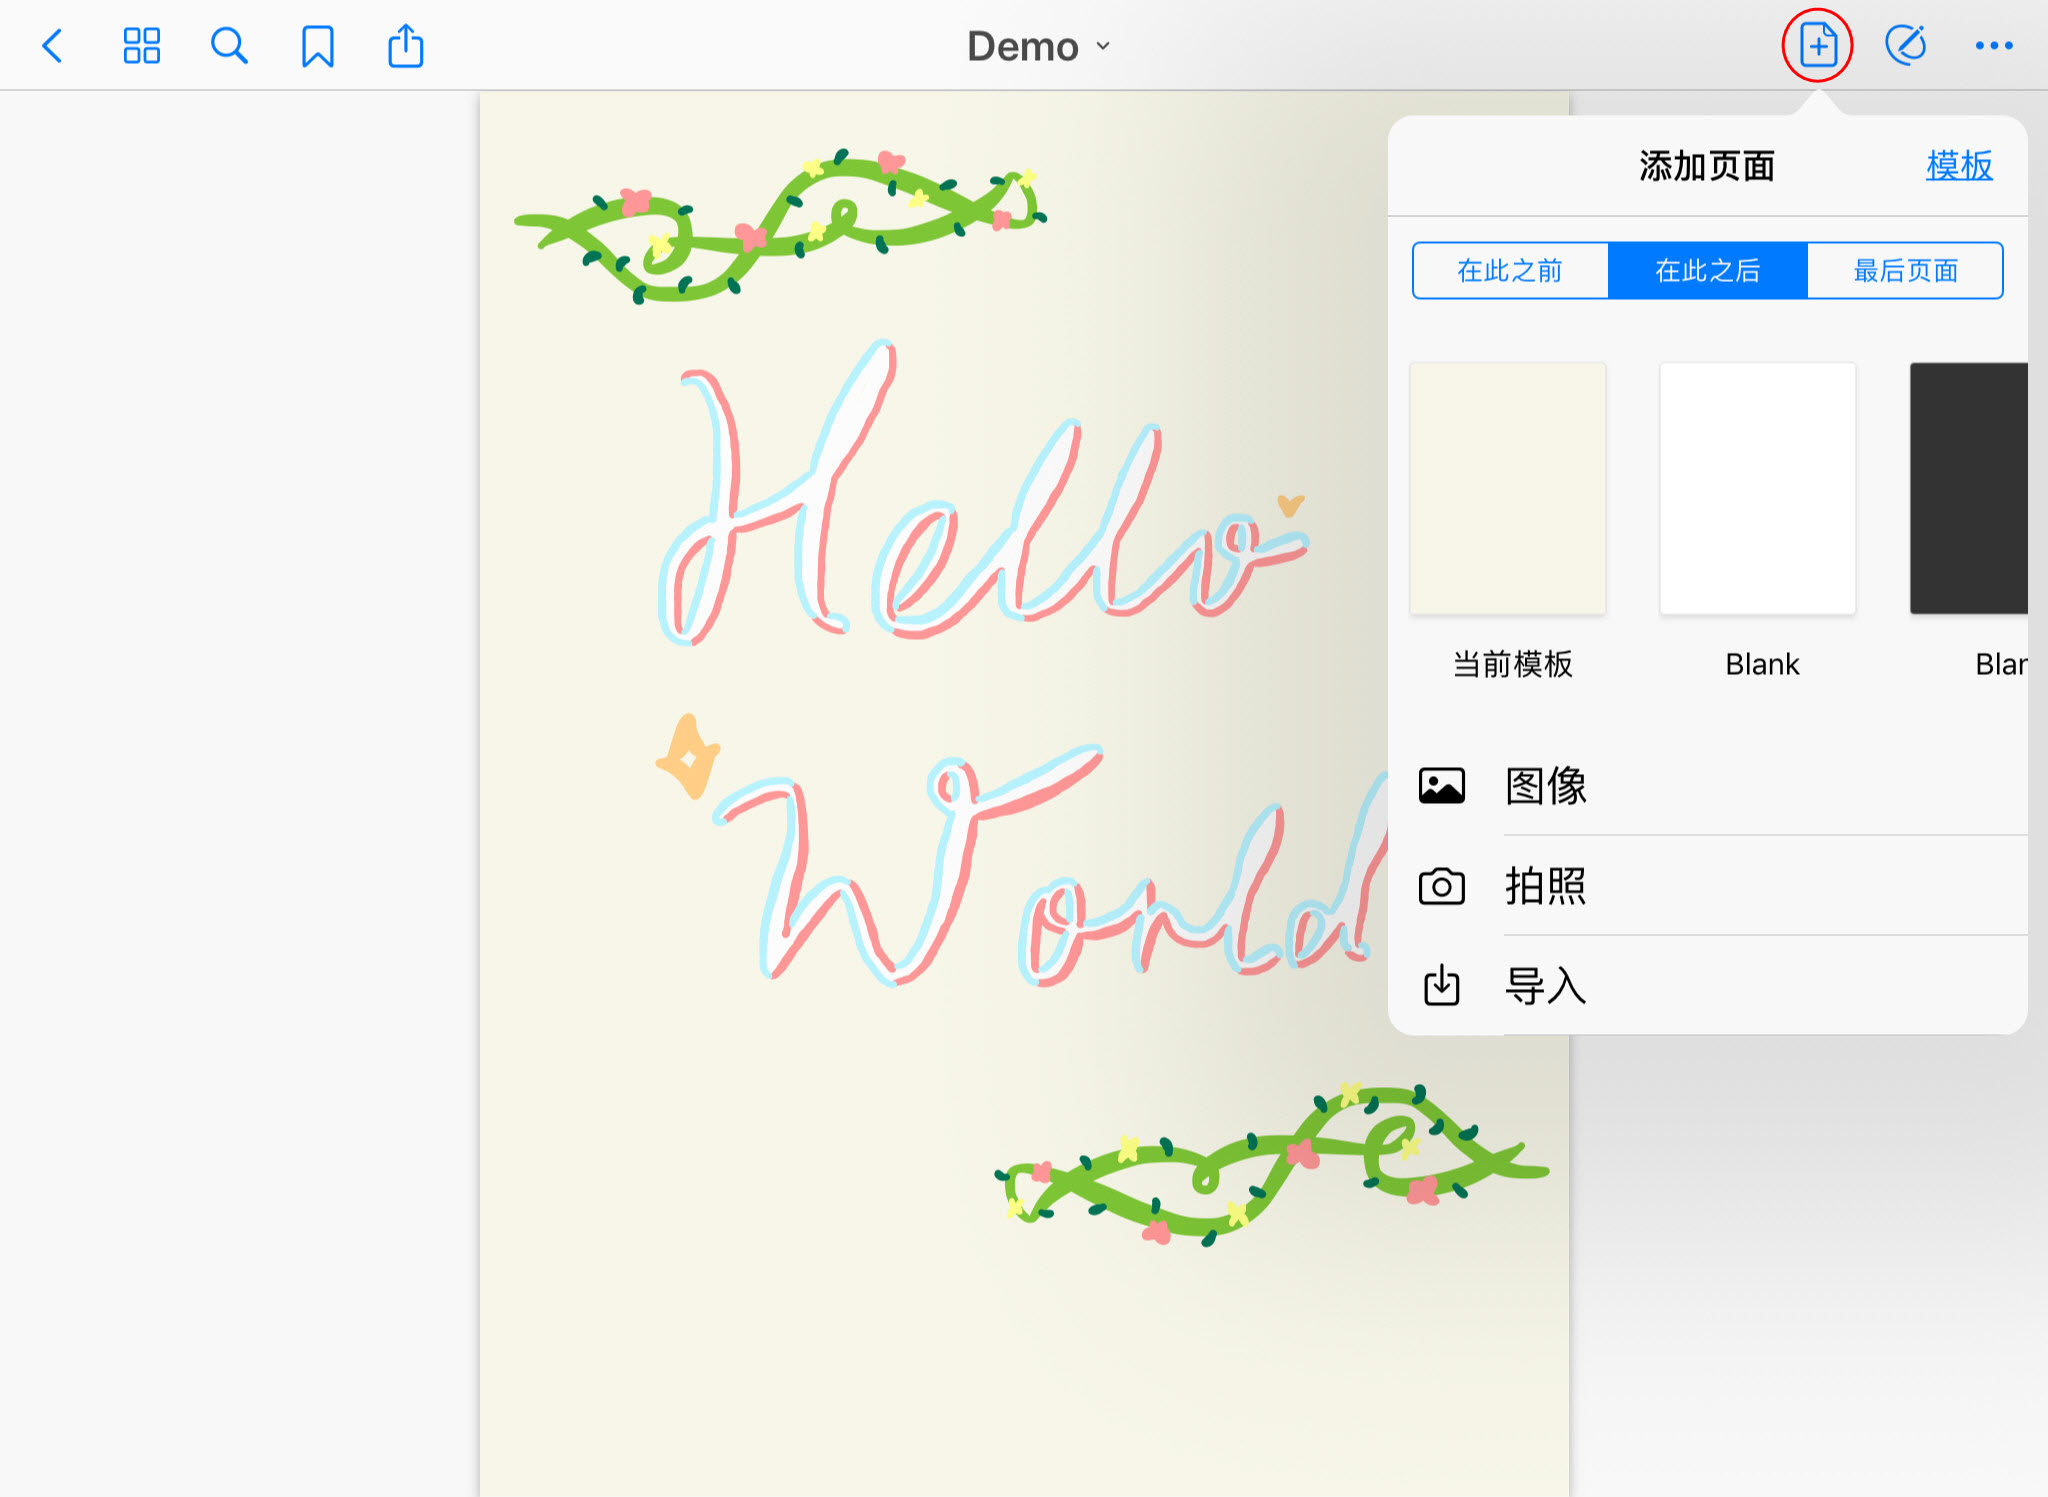 Demo
添加页面
模板
在此之前
在此之后
最后页面
当前模板
Blank
Blan
图像
拍照
导入
Hello
World